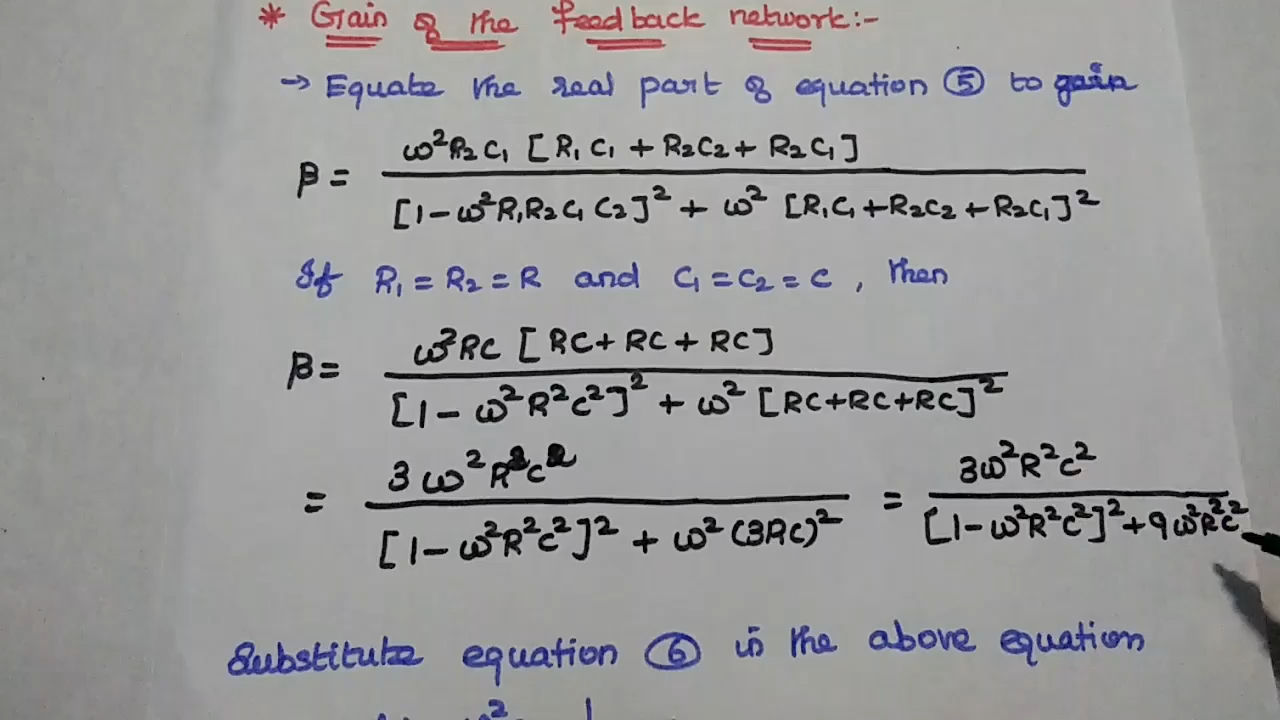 * Gain of the feedback network:-
→ Equate the real part of equation ⑤ to gain
β = ω²R₂C₁ [R₁C₁ + R₂C₂ + R₂C₁] / [1-ω²R₁R₂C₁C₂]² + ω² [R₁C₁+R₂C₂+R₂C₁]²
If R₁ = R₂ = R and C₁ = C₂ = C, then
β = ω²RC [RC + RC + RC] / [1 - ω²R²C²]² + ω² [RC+RC+RC]²
= 3ω²R²C² / [1-ω²R²C²]² + ω²(3RC)² = 3ω²R²C² / [1-ω²R²C²]²+9ω²R²C²
Substitute equation ⑥ in the above equation